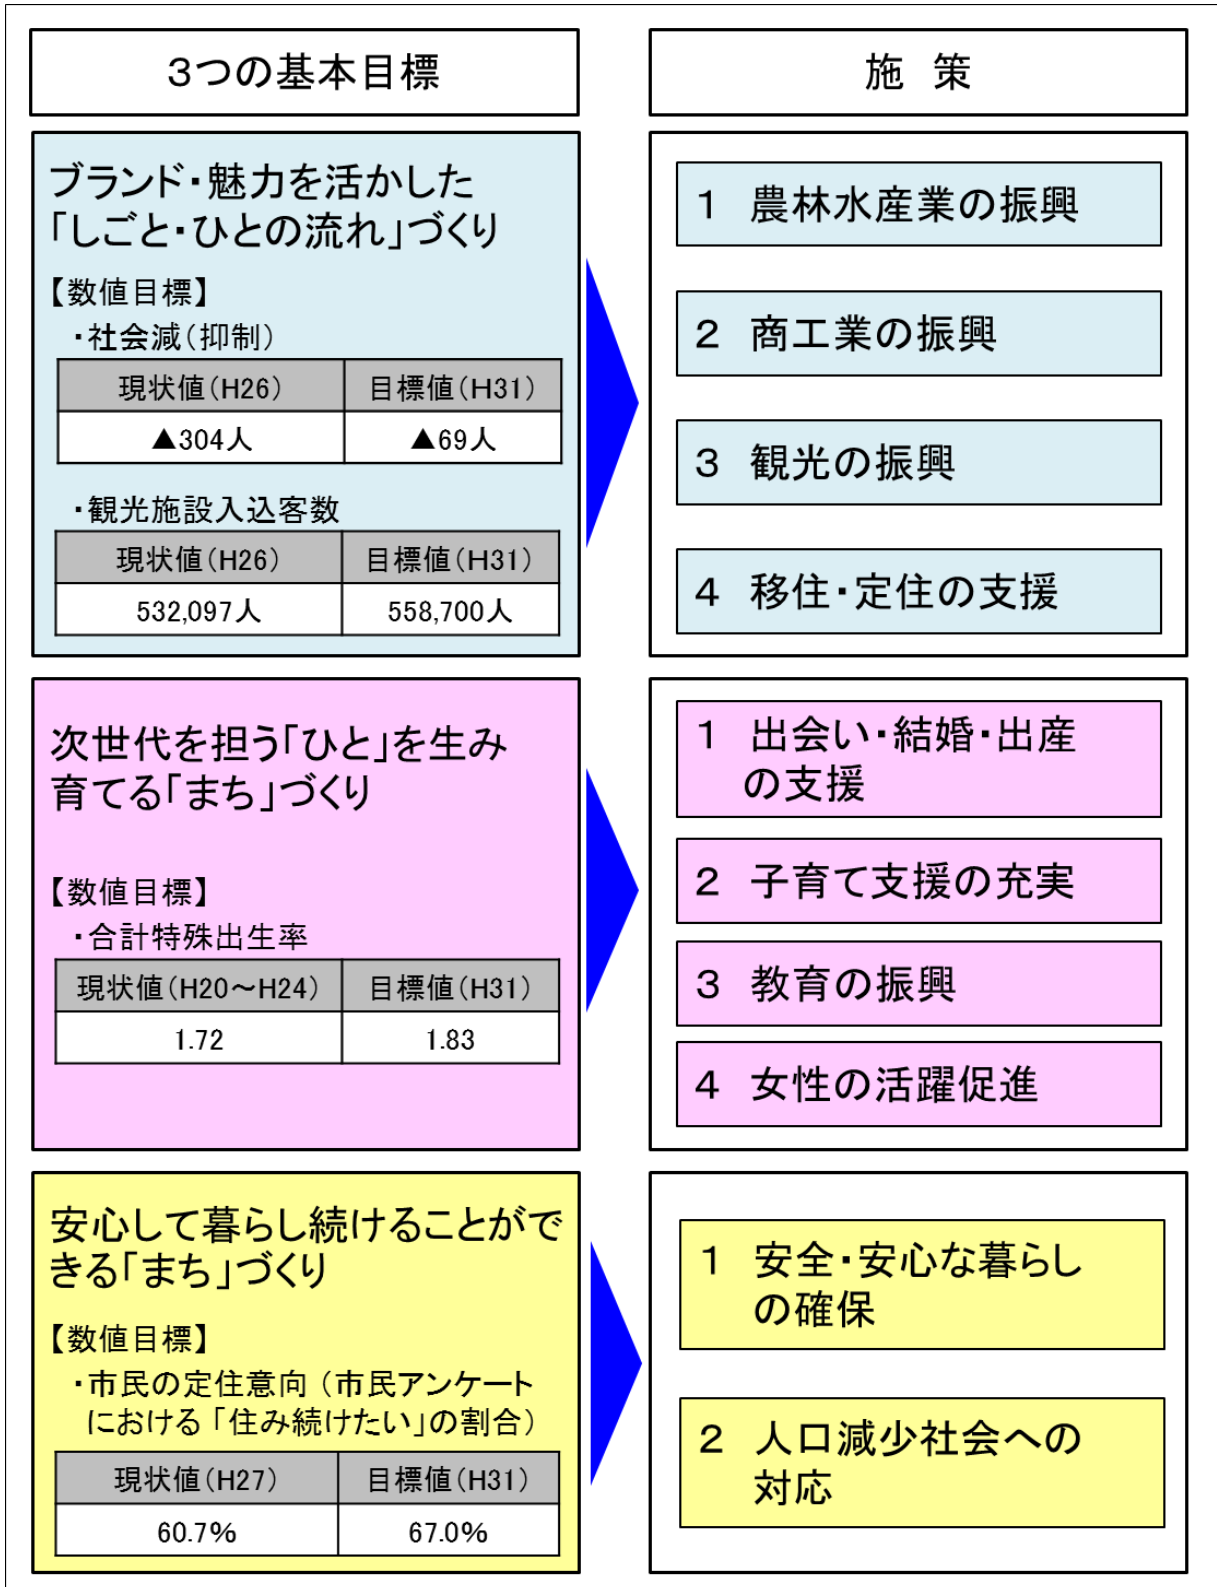 ３つの基本目標
施　策
ブランド・魅力を活かした
「しごと・ひとの流れ」づくり
【数値目標】
・社会減（抑制）
現状値（H26） 目標値（H31）
▲304人 ▲69人
・観光施設入込客数
現状値（H26） 目標値（H31）
532,097人 558,700人
１　農林水産業の振興
２　商工業の振興
３　観光の振興
４　移住・定住の支援
次世代を担う「ひと」を生み
育てる「まち」づくり
【数値目標】
・合計特殊出生率
現状値（H20～H24） 目標値（H31）
1.72 1.83
１　出会い・結婚・出産
の支援
２　子育て支援の充実
３　教育の振興
４　女性の活躍促進
安心して暮らし続けることがで
きる「まち」づくり
【数値目標】
・市民の定住意向（市民アンケート
における「住み続けたい」の割合）
現状値（H27） 目標値（H31）
60.7% 67.0%
１　安全・安心な暮らし
の確保
２　人口減少社会への
対応